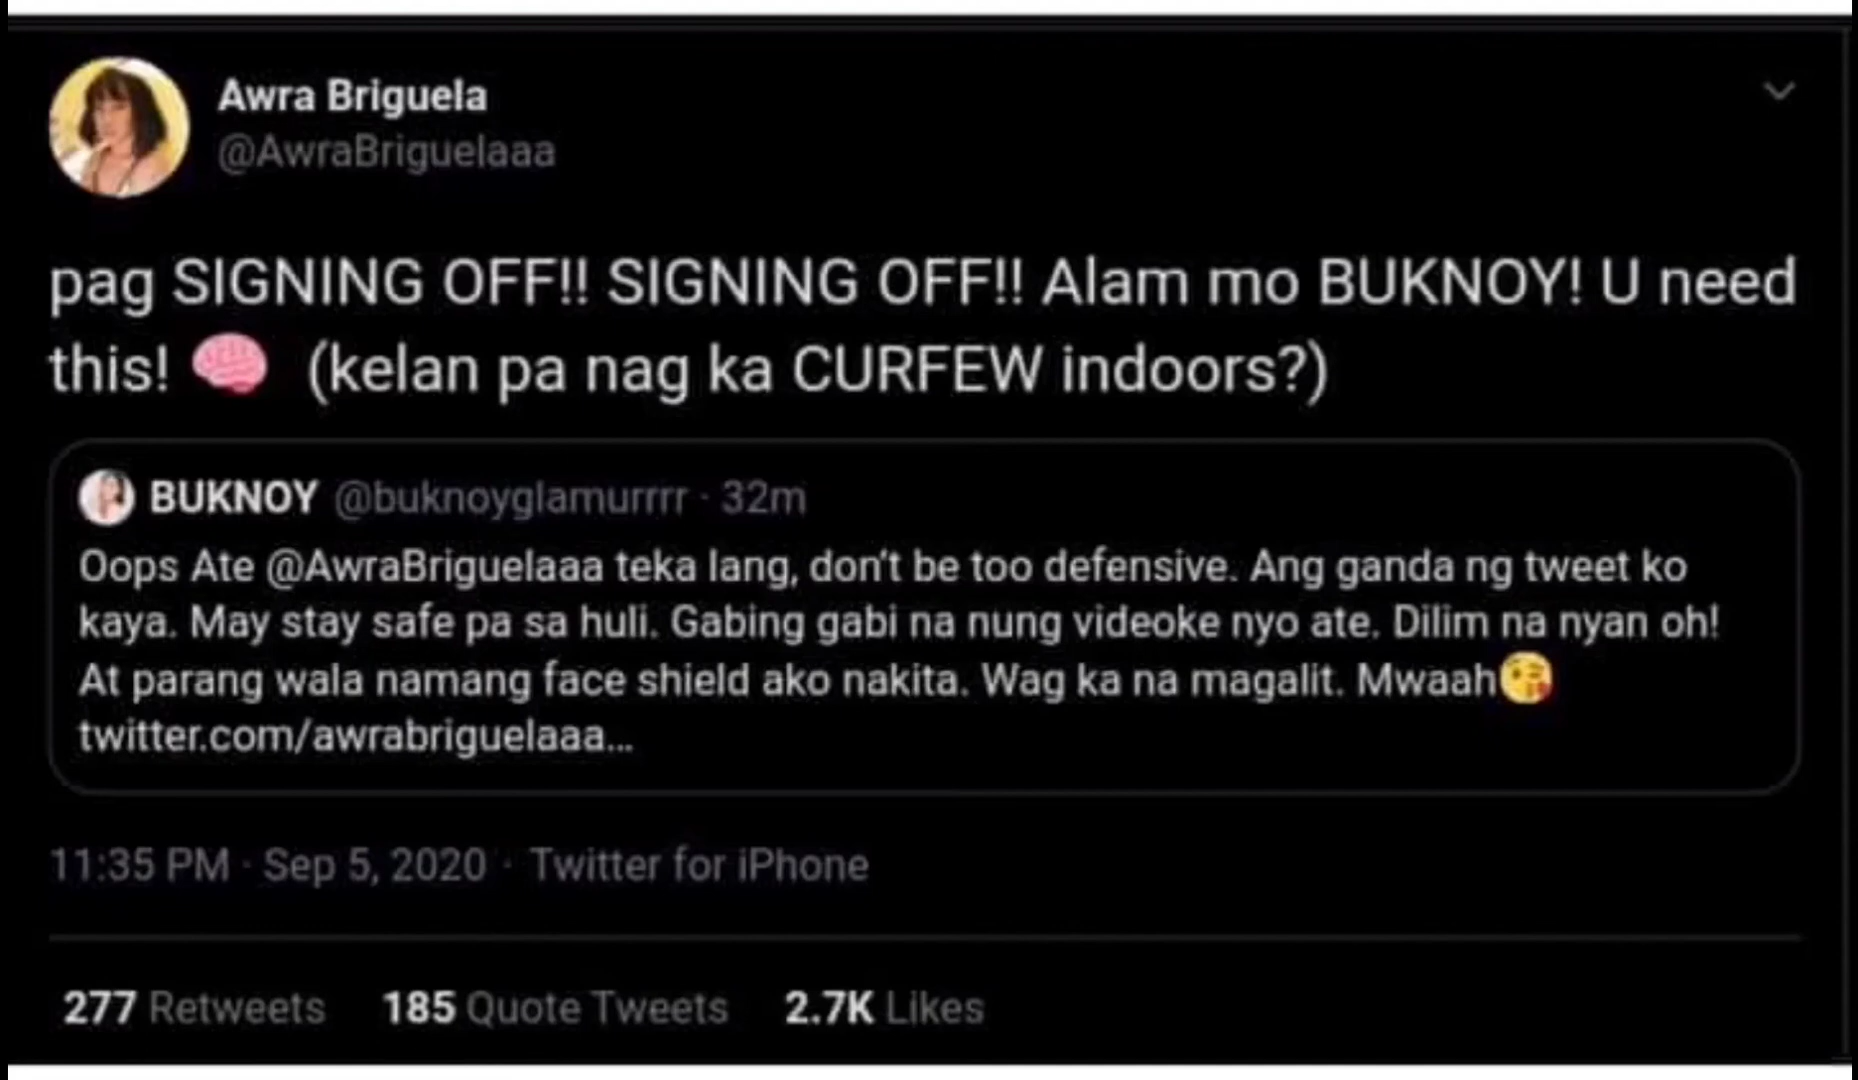 Awra Briguela
@AwraBriguelaaa
pag SIGNING OFF!! SIGNING OFF!! Alam mo BUKNOY! U need
this! 🧠 (kelan pa nag ka CURFEW indoors?)
BUKNOY @buknoyglamurrrr · 32m
Oops Ate @AwraBriguelaaa teka lang, don't be too defensive. Ang ganda ng tweet ko
kaya. May stay safe pa sa huli. Gabing gabi na nung videoke nyo ate. Dilim na nyan oh!
At parang wala namang face shield ako nakita. Wag ka na magalit. Mwaah😘
twitter.com/awrabriguelaaa...
11:35 PM · Sep 5, 2020 · Twitter for iPhone
277 Retweets 185 Quote Tweets 2.7K Likes